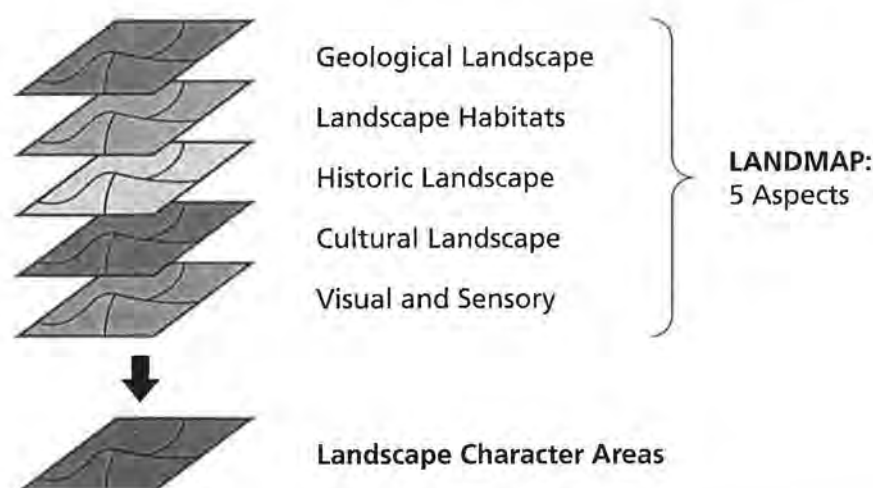 Geological Landscape
Landscape Habitats
Historic Landscape
Cultural Landscape
Visual and Sensory
LANDMAP:
5 Aspects
Landscape Character Areas